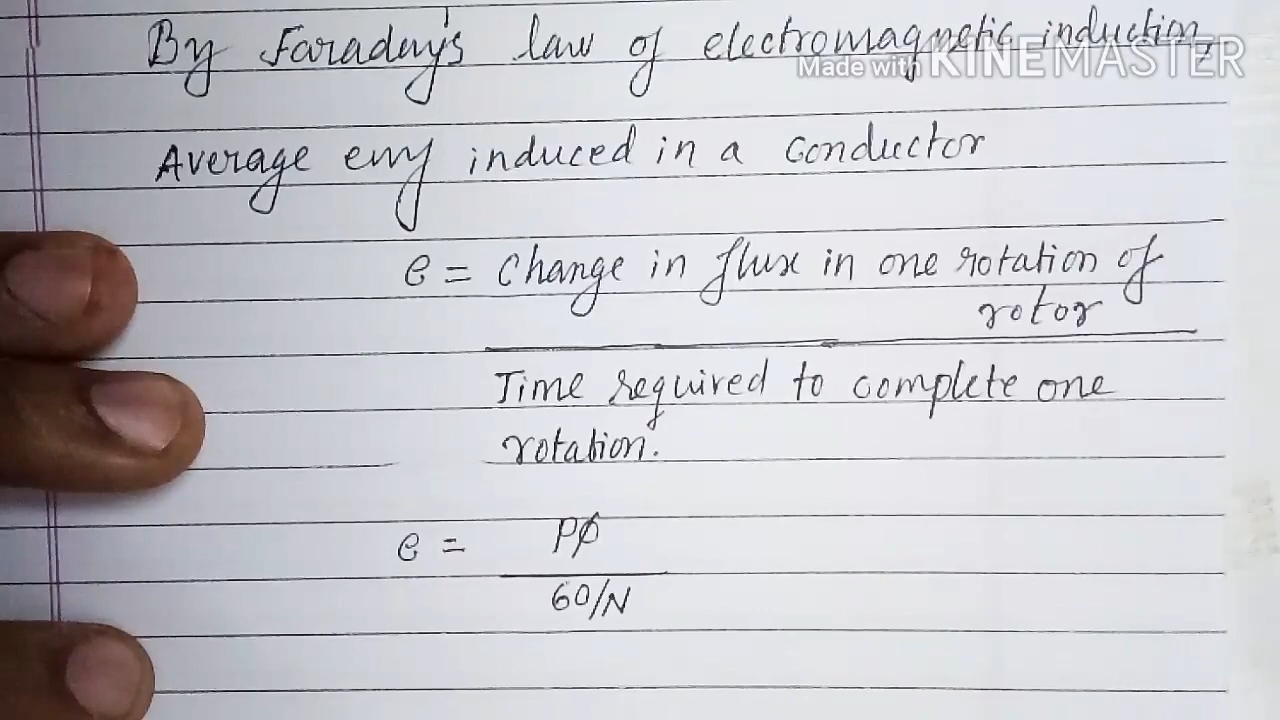 By Faraday's law of electromagnetic induction,
Made with KINEMASTER
Average emf induced in a conductor
e = Change in flux in one rotation of
rotor
Time required to complete one
rotation.
e = PØ
60/N